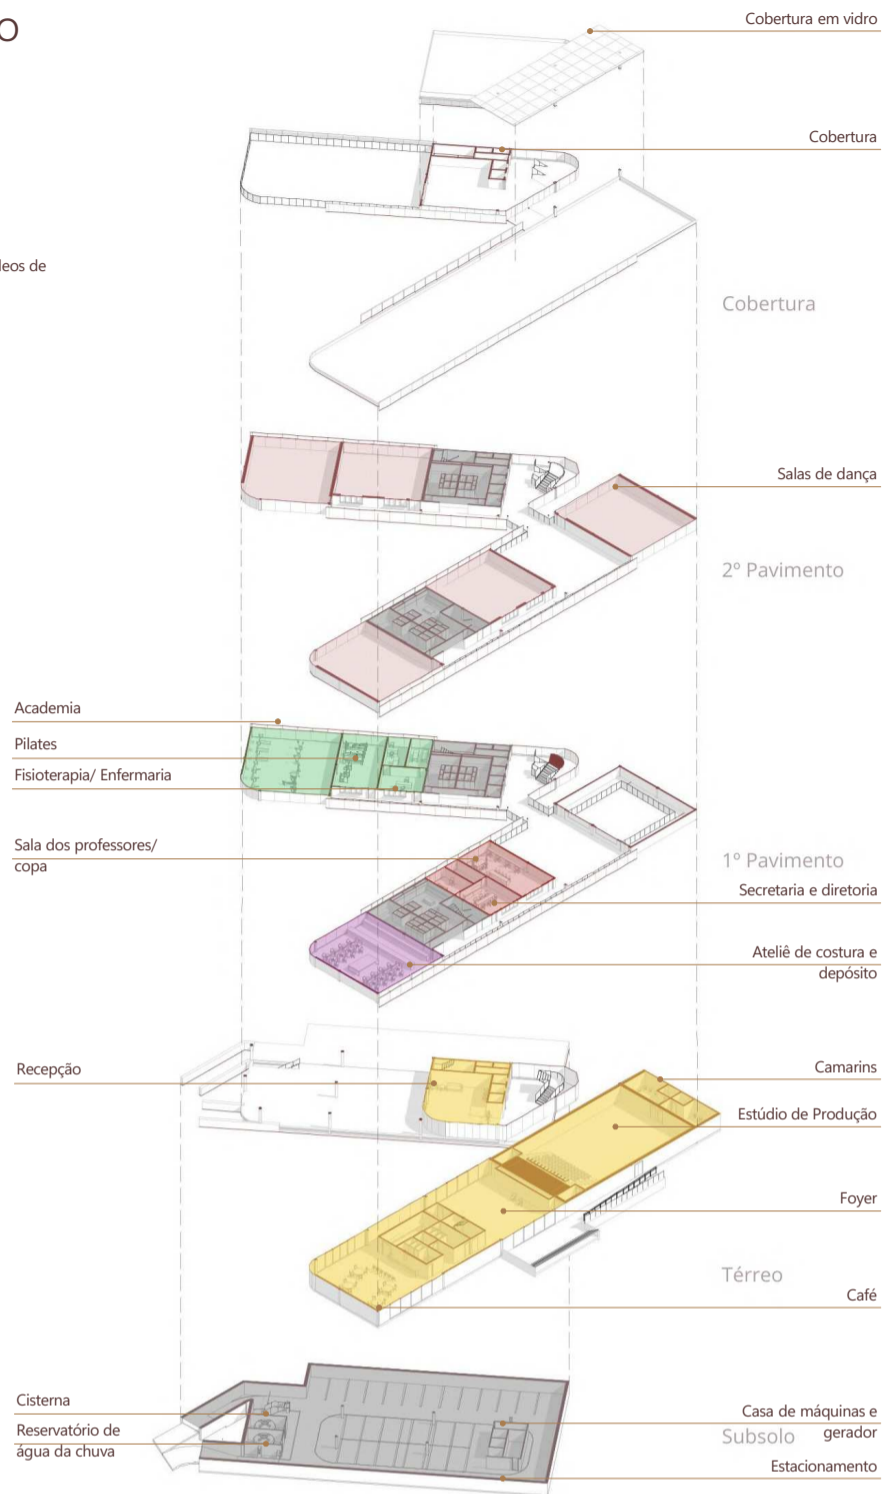 O
Cobertura em vidro
Cobertura
leos de
Cobertura
Salas de dança
2º Pavimento
Academia
Pilates
Fisioterapia/ Enfermaria
Sala dos professores/
copa
1º Pavimento
Secretaria e diretoria
Ateliê de costura e
depósito
Recepção
Camarins
Estúdio de Produção
Foyer
Térreo
Café
Cisterna
Reservatório de
água da chuva
Casa de máquinas e
gerador
Subsolo
Estacionamento